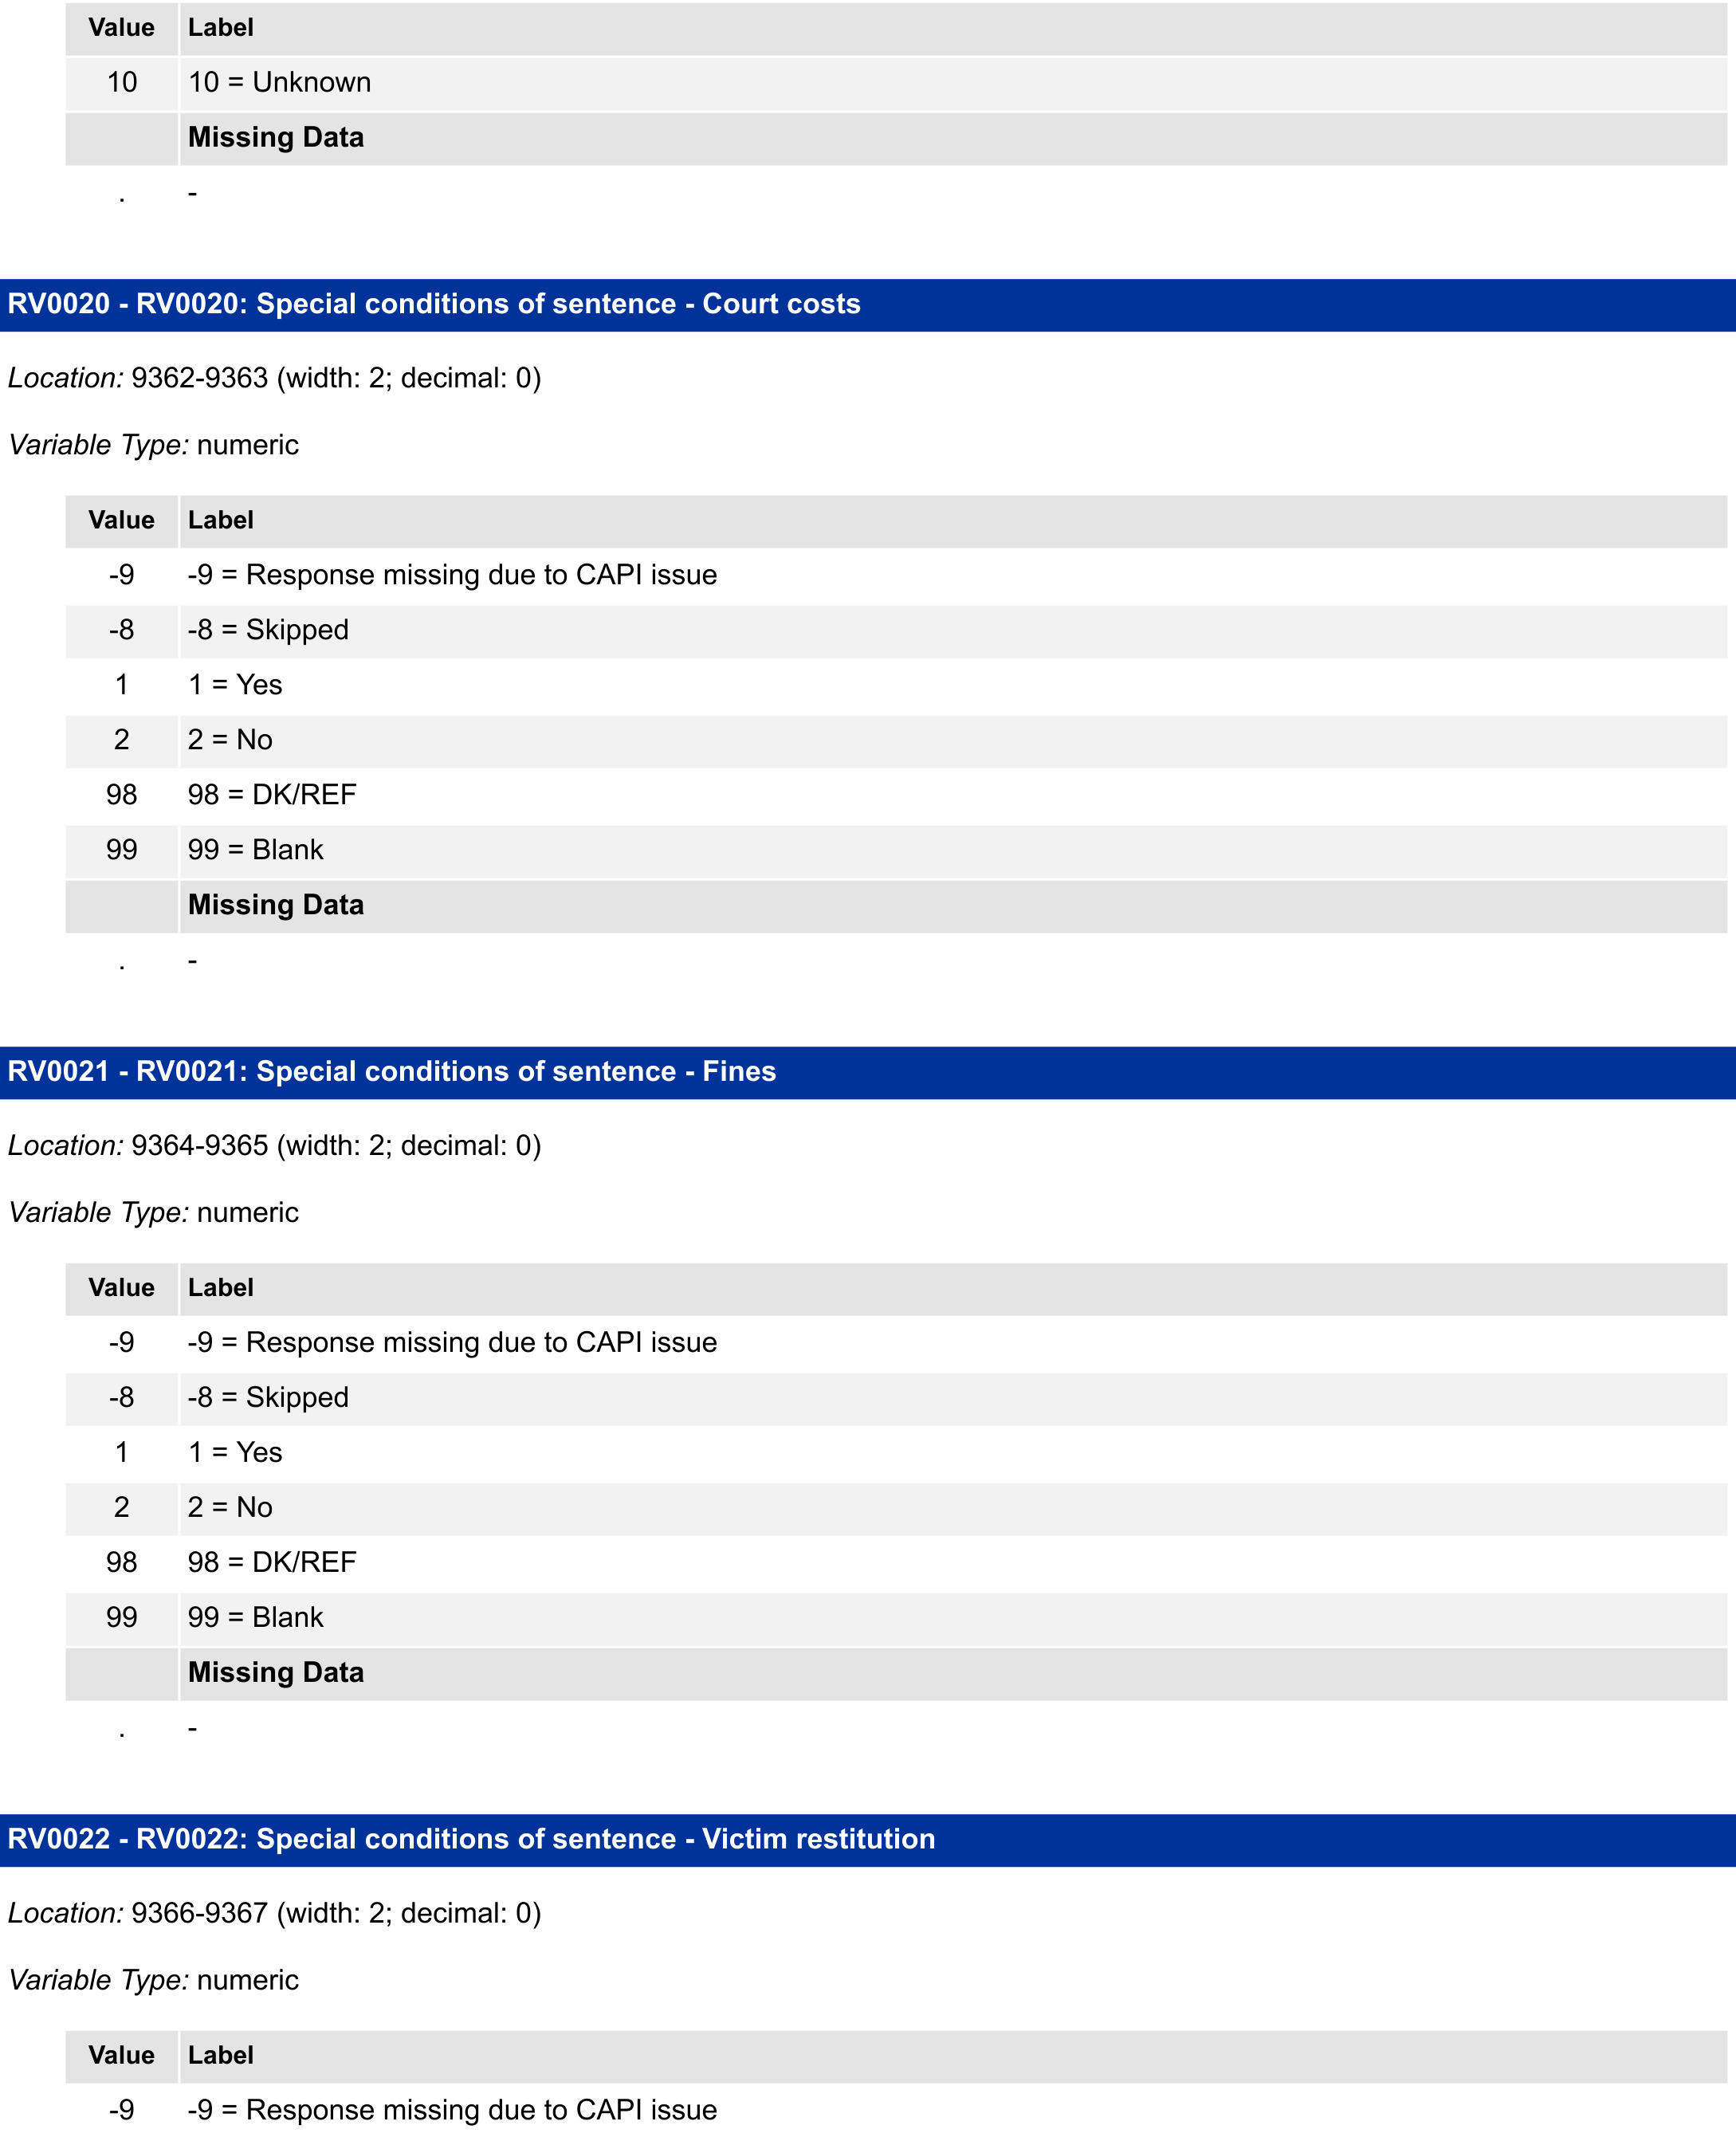 Value Label
10 10 = Unknown
Missing Data
. -
RV0020 - RV0020: Special conditions of sentence - Court costs
Location: 9362-9363 (width: 2; decimal: 0)
Variable Type: numeric
Value Label
-9 -9 = Response missing due to CAPI issue
-8 -8 = Skipped
1 1 = Yes
2 2 = No
98 98 = DK/REF
99 99 = Blank
Missing Data
. -
RV0021 - RV0021: Special conditions of sentence - Fines
Location: 9364-9365 (width: 2; decimal: 0)
Variable Type: numeric
Value Label
-9 -9 = Response missing due to CAPI issue
-8 -8 = Skipped
1 1 = Yes
2 2 = No
98 98 = DK/REF
99 99 = Blank
Missing Data
. -
RV0022 - RV0022: Special conditions of sentence - Victim restitution
Location: 9366-9367 (width: 2; decimal: 0)
Variable Type: numeric
Value Label
-9 -9 = Response missing due to CAPI issue